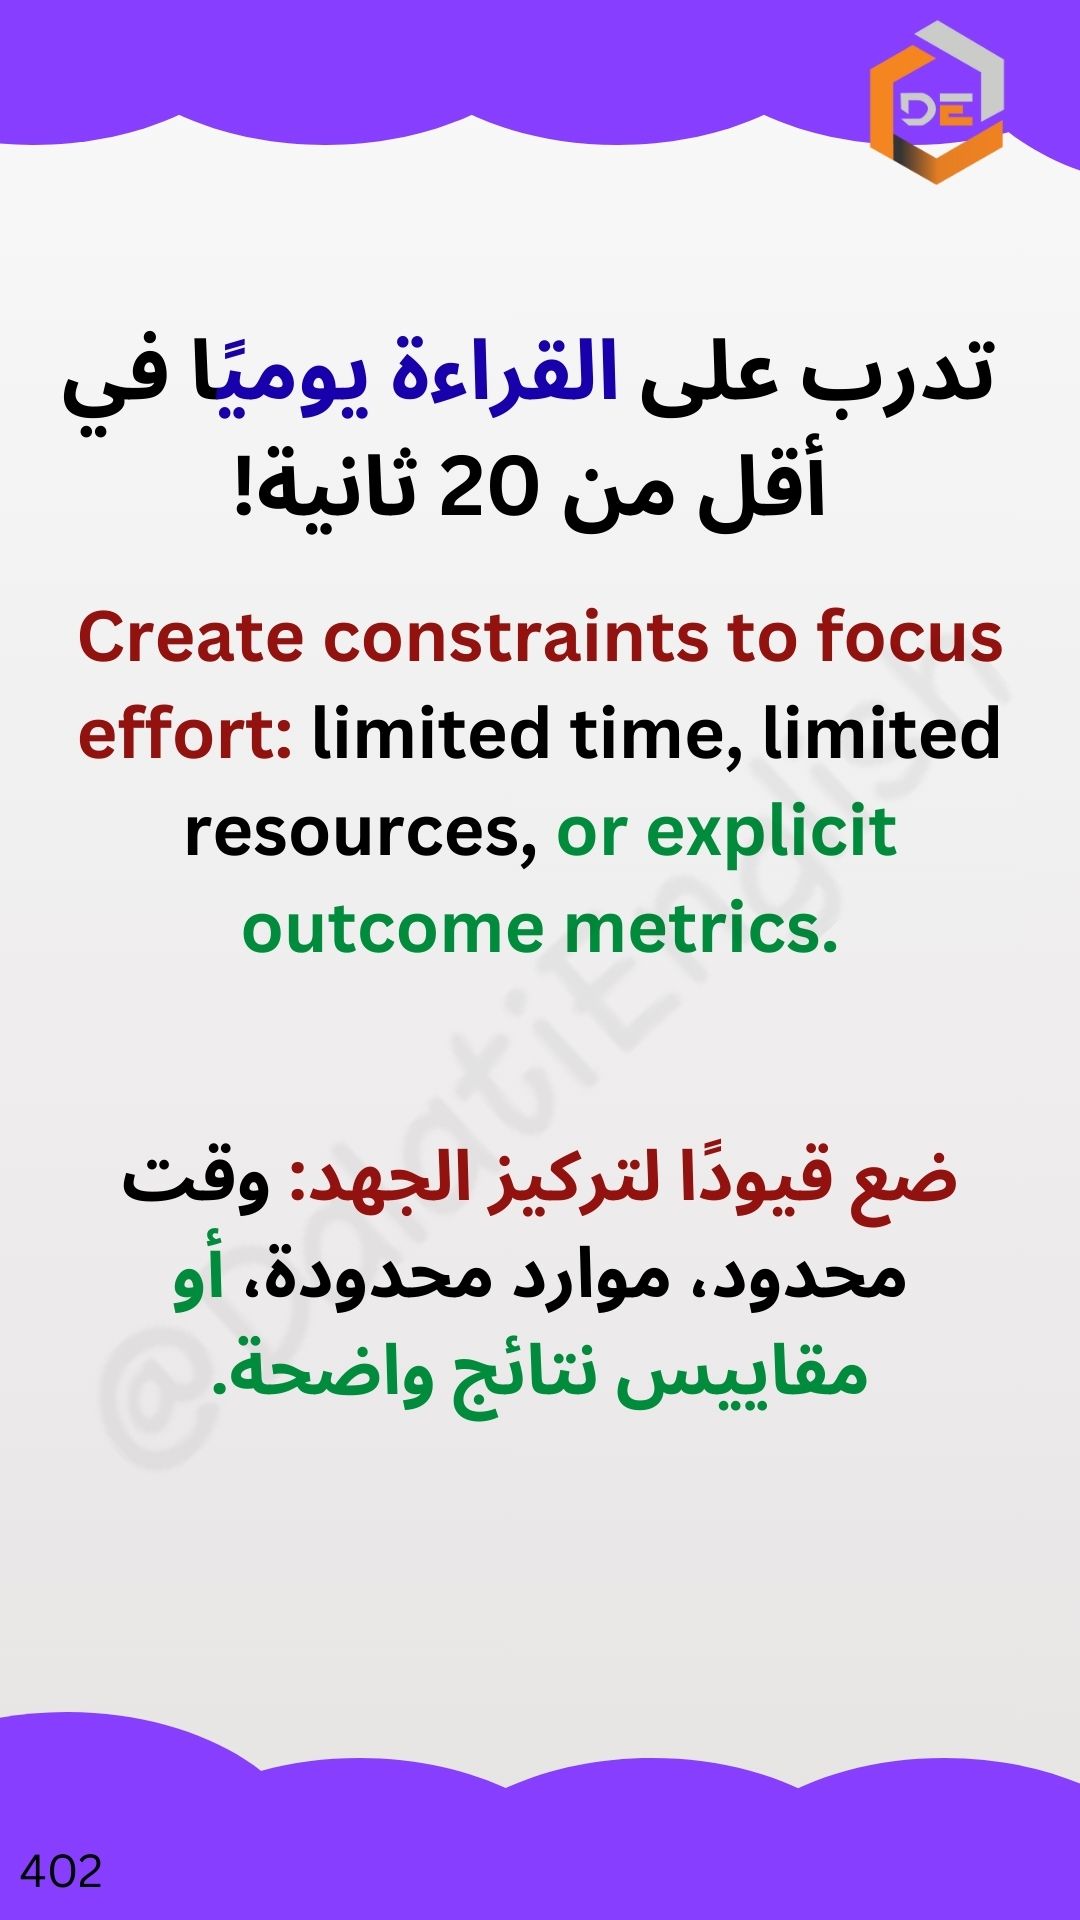 DE
تدرب على القراءة يوميًا في
أقل من 20 ثانية!
Create constraints to focus
effort: limited time, limited
resources, or explicit
outcome metrics.
@DalatiEnglish
ضع قيودًا لتركيز الجهد: وقت
محدود، موارد محدودة، أو
مقاييس نتائج واضحة.
402